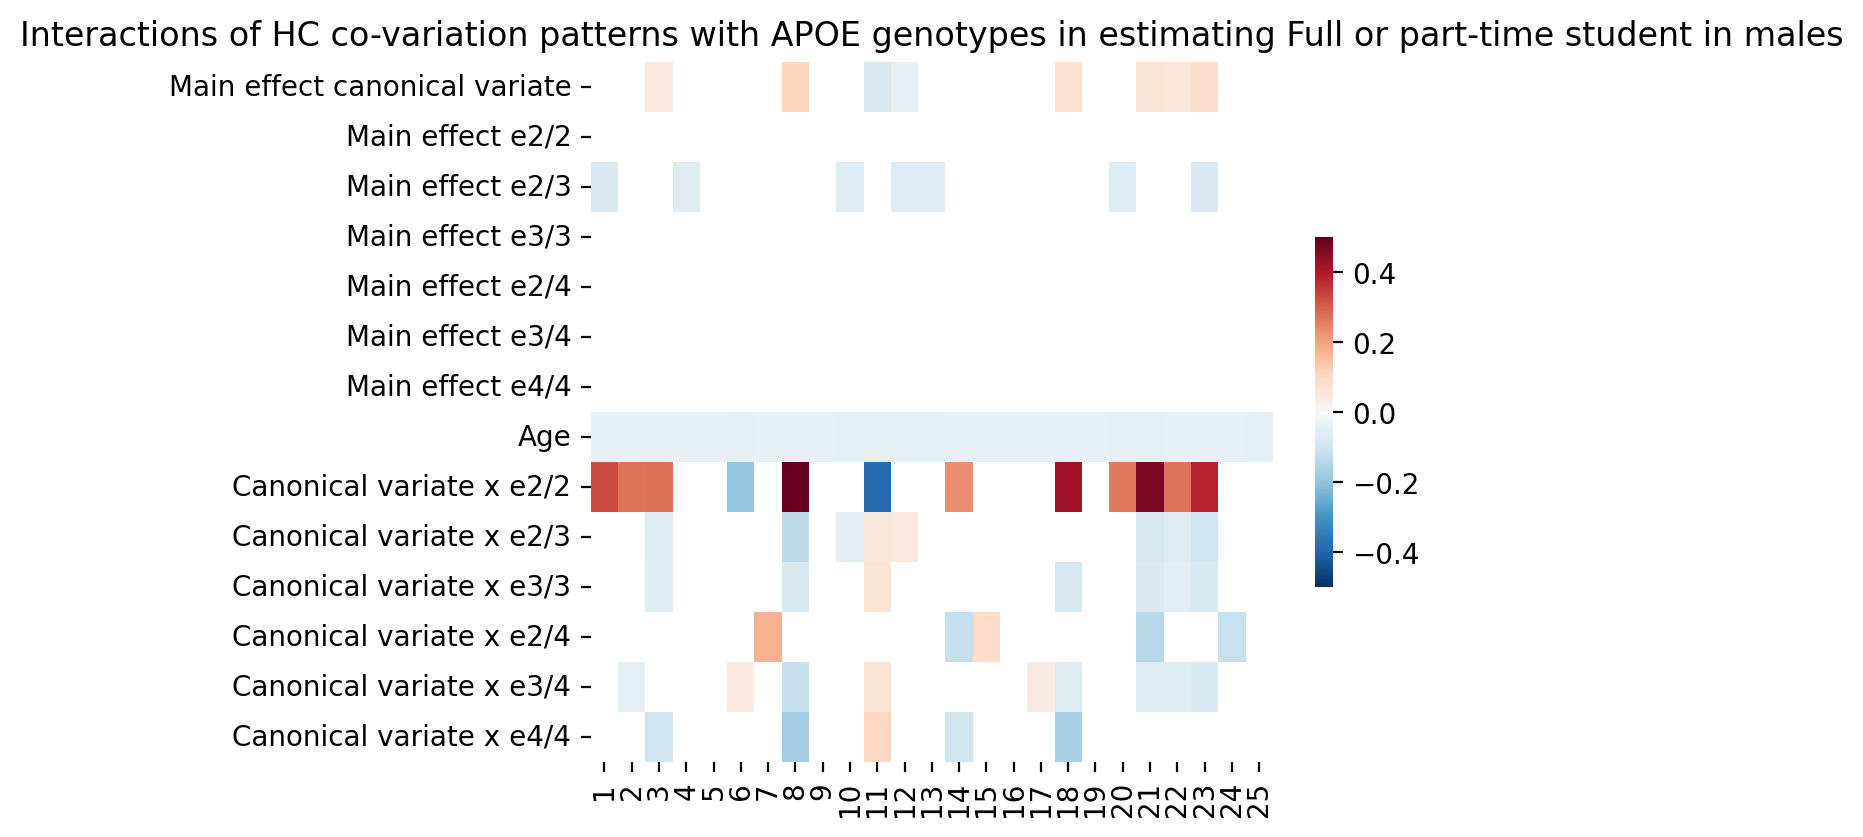 Interactions of HC co-variation patterns with APOE genotypes in estimating Full or part-time student in males
Main effect canonical variate
Main effect e2/2
Main effect e2/3
Main effect e3/3
Main effect e2/4
Main effect e3/4
Main effect e4/4
Age
Canonical variate x e2/2
Canonical variate x e2/3
Canonical variate x e3/3
Canonical variate x e2/4
Canonical variate x e3/4
Canonical variate x e4/4
1 2 3 4 5 6 7 8 9 10 11 12 13 14 15 16 17 18 19 20 21 22 23 24 25
0.4
0.2
0.0
−0.2
−0.4